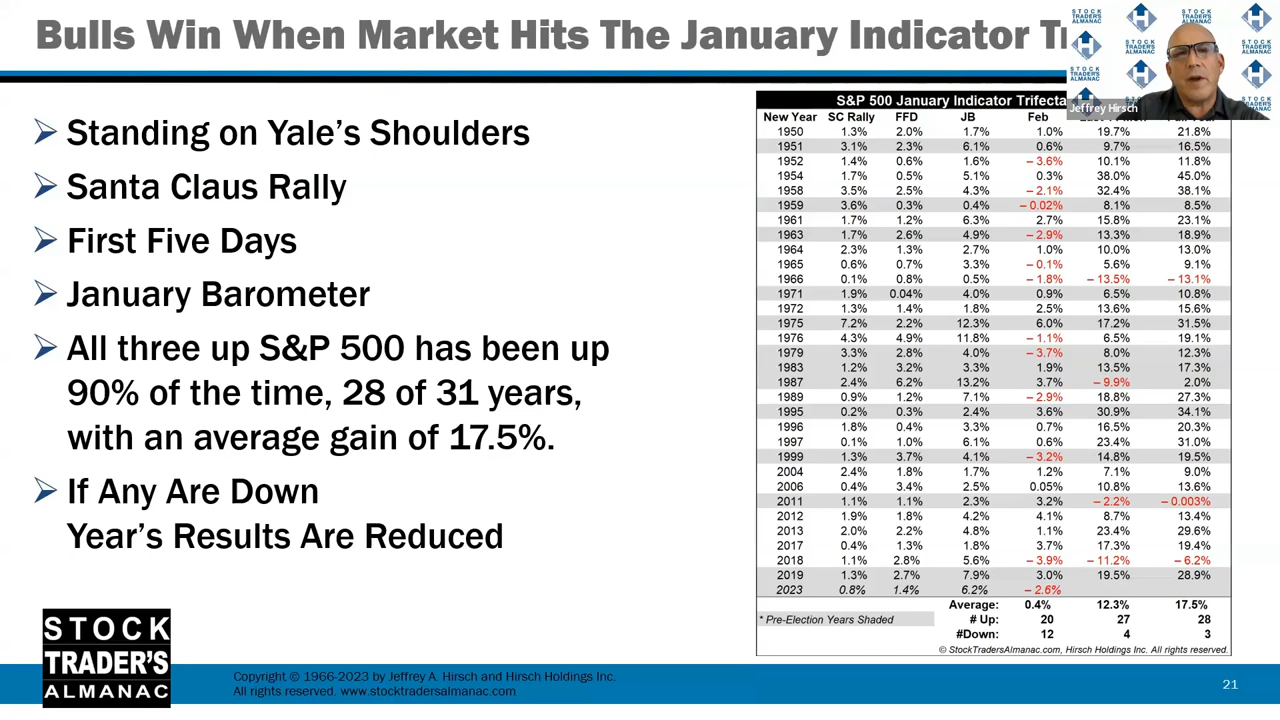 Bulls Win When Market Hits The January Indicator
STOCK TRADER'S ALMANAC
Jeffrey Hirsch
Standing on Yale's Shoulders
Santa Claus Rally
First Five Days
January Barometer
All three up S&P 500 has been up
90% of the time, 28 of 31 years,
with an average gain of 17.5%.
If Any Are Down
Year's Results Are Reduced
S&P 500 January Indicator Trifecta
New Year SC Rally FFD JB Feb
1950 1.3% 2.0% 1.7% 1.0% 19.7% 21.8%
1951 3.1% 2.3% 6.1% 0.6% 9.7% 16.5%
1952 1.4% 0.6% 1.6% – 3.6% 10.1% 11.8%
1954 1.7% 0.5% 5.1% 0.3% 38.0% 45.0%
1958 3.5% 2.5% 4.3% – 2.1% 32.4% 38.1%
1959 3.6% 0.3% 0.4% – 0.02% 8.1% 8.5%
1961 1.7% 1.2% 6.3% 2.7% 15.8% 23.1%
1963 1.7% 2.6% 4.9% – 2.9% 13.3% 18.9%
1964 2.3% 1.3% 2.7% 1.0% 10.0% 13.0%
1965 0.6% 0.7% 3.3% – 0.1% 5.6% 9.1%
1966 0.1% 0.8% 0.5% – 1.8% – 13.5% – 13.1%
1971 1.9% 0.04% 4.0% 0.9% 6.5% 10.8%
1972 1.3% 1.4% 1.8% 2.5% 13.6% 15.6%
1975 7.2% 2.2% 12.3% 6.0% 17.2% 31.5%
1976 4.3% 4.9% 11.8% – 1.1% 6.5% 19.1%
1979 3.3% 2.8% 4.0% – 3.7% 8.0% 12.3%
1983 1.2% 3.2% 3.3% 1.9% 13.5% 17.3%
1987 2.4% 6.2% 13.2% 3.7% – 9.9% 2.0%
1989 0.9% 1.2% 7.1% – 2.9% 18.8% 27.3%
1995 0.2% 0.3% 2.4% 3.6% 30.9% 34.1%
1996 1.8% 0.4% 3.3% 0.7% 16.5% 20.3%
1997 0.1% 1.0% 6.1% 0.6% 23.4% 31.0%
1999 1.3% 3.7% 4.1% – 3.2% 14.8% 19.5%
2004 2.4% 1.8% 1.7% 1.2% 7.1% 9.0%
2006 0.4% 3.4% 2.5% 0.05% 10.8% 13.6%
2011 1.1% 1.1% 2.3% 3.2% – 2.2% – 0.003%
2012 1.9% 1.8% 4.2% 4.1% 8.7% 13.4%
2013 2.0% 2.2% 4.8% 1.1% 23.4% 29.6%
2017 0.4% 1.3% 1.8% 3.7% 17.3% 19.4%
2018 1.1% 2.8% 5.6% – 3.9% – 11.2% – 6.2%
2019 1.3% 2.7% 7.9% 3.0% 19.5% 28.9%
2023 0.8% 1.4% 6.2% – 2.6%
Average: 0.4% 12.3% 17.5%
* Pre-Election Years Shaded # Up: 20 27 28
#Down: 12 4 3
© StockTradersAlmanac.com, Hirsch Holdings Inc. All rights reserved.
STOCK
TRADER'S
ALMANAC
Copyright © 1966-2023 by Jeffrey A. Hirsch and Hirsch Holdings Inc.
All rights reserved. www.stocktradersalmanac.com
21